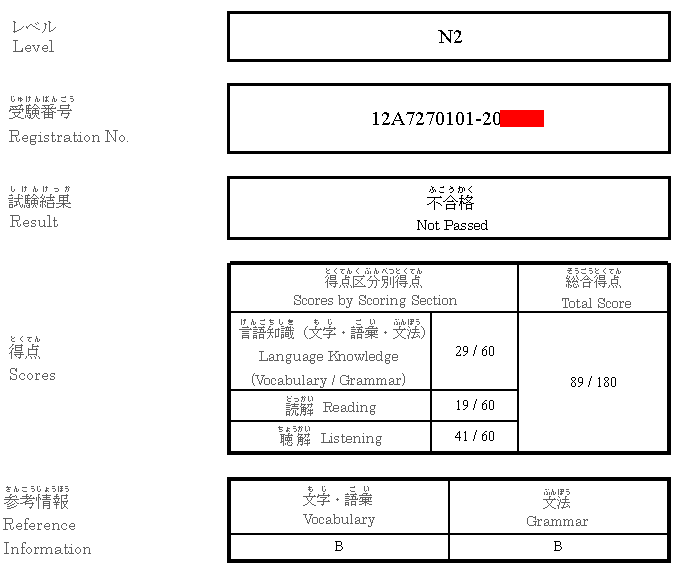 レベル
Level
N2
じゅけんばんごう
受験番号
Registration No.
12A7270101-20
しけんけっか
試験結果
Result
ふごうかく
不合格
Not Passed
とくてん
得点
Scores
とくてんくぶんべつとくてん
得点区分別得点
Scores by Scoring Section
そうごうとくてん
総合得点
Total Score
げんごちしき もじ ごい ぶんぽう
言語知識（文字・語彙・文法）
Language Knowledge
(Vocabulary / Grammar)
29 / 60
89 / 180
どっかい
読解 Reading
19 / 60
ちょうかい
聴解 Listening
41 / 60
さんこうじょうほう
参考情報
Reference
Information
もじ ごい
文字・語彙
Vocabulary
ぶんぽう
文法
Grammar
B
B